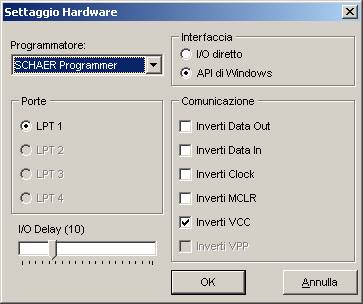 Settaggio Hardware
Programmatore:
SCHAER Programmer
Interfaccia
I/O diretto
API di Windows
Porte
LPT 1
LPT 2
LPT 3
LPT 4
I/O Delay (10)
Comunicazione
Inverti Data Out
Inverti Data In
Inverti Clock
Inverti MCLR
Inverti VCC
Inverti VPP
OK
Annulla